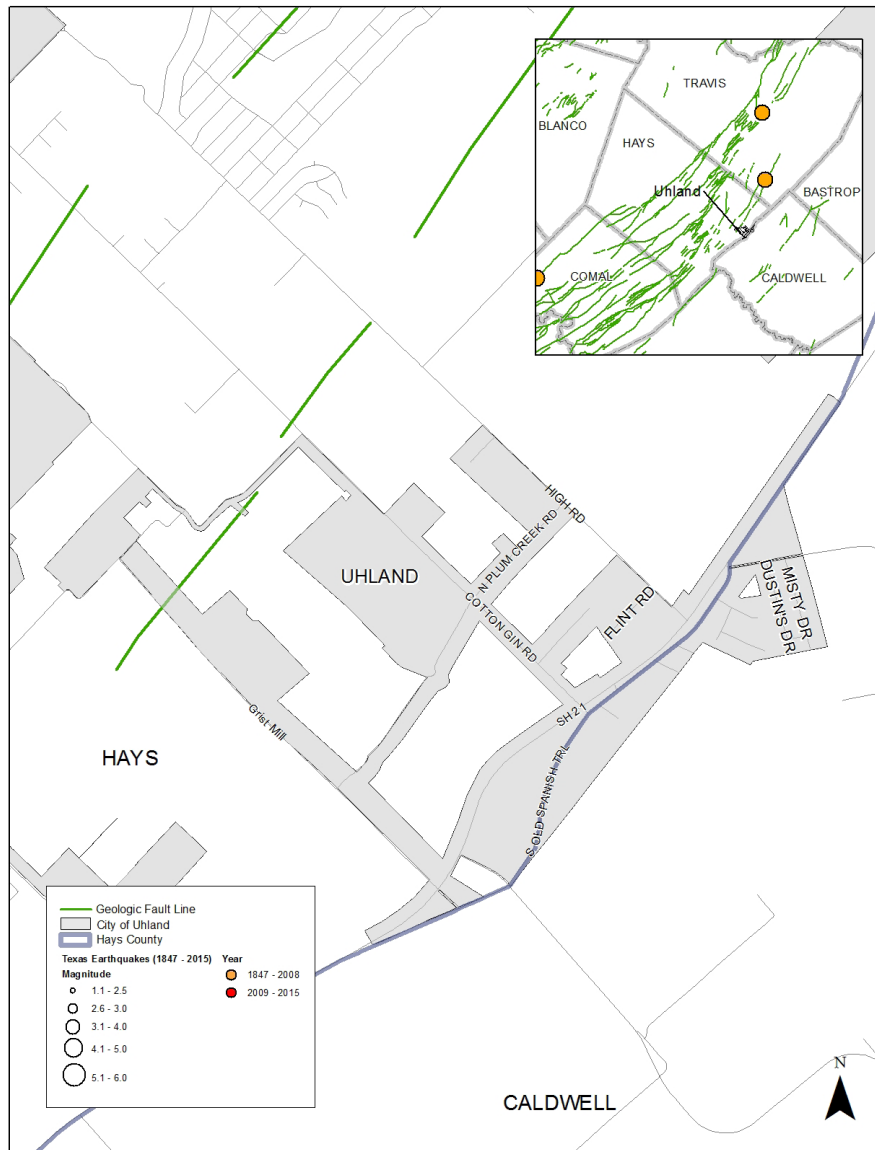 TRAVIS
BLANCO
HAYS
Uhland
BASTROP
COMAL
CALDWELL
HIGH RD
N PLUM CREEK RD
UHLAND
COTTON GIN RD
FLINT RD
MISTY DR
DUSTIN'S DR
SH 21
Grist-Mill
S OLD SPANISH TRL
HAYS
Geologic Fault Line
City of Uhland
Hays County
Texas Earthquakes (1847 - 2015) Year
Magnitude
1847 - 2008
1.1 - 2.5
2009 - 2015
2.6 - 3.0
3.1 - 4.0
4.1 - 5.0
5.1 - 6.0
CALDWELL
N